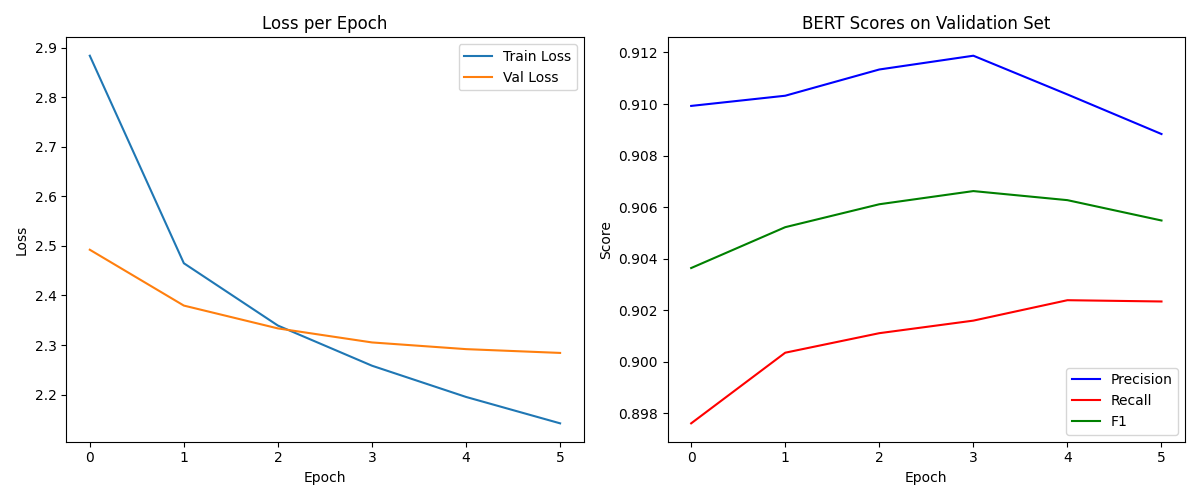 Loss per Epoch
2.9
2.8
2.7
2.6
2.5
2.4
2.3
2.2
Loss
0 1 2 3 4 5
Epoch
Train Loss
Val Loss
BERT Scores on Validation Set
0.912
0.910
0.908
0.906
0.904
0.902
0.900
0.898
Score
0 1 2 3 4 5
Epoch
Precision
Recall
F1